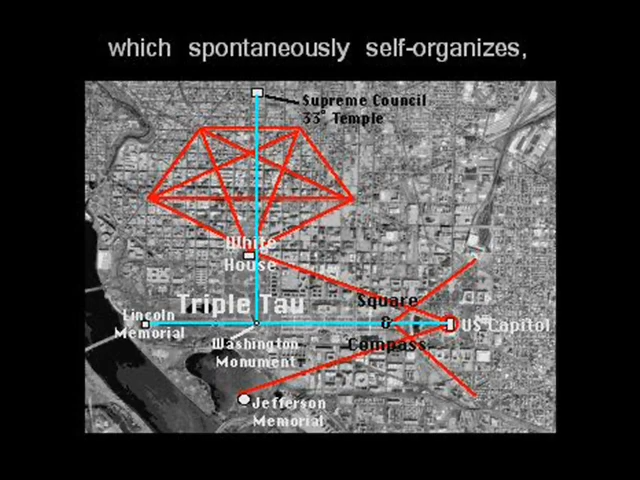 which spontaneously self-organizes,
Supreme Council
33° Temple
White
House
Triple Tau
Square
&
Compass
Lincoln
Memorial
US Capitol
Washington
Monument
Jefferson
Memorial